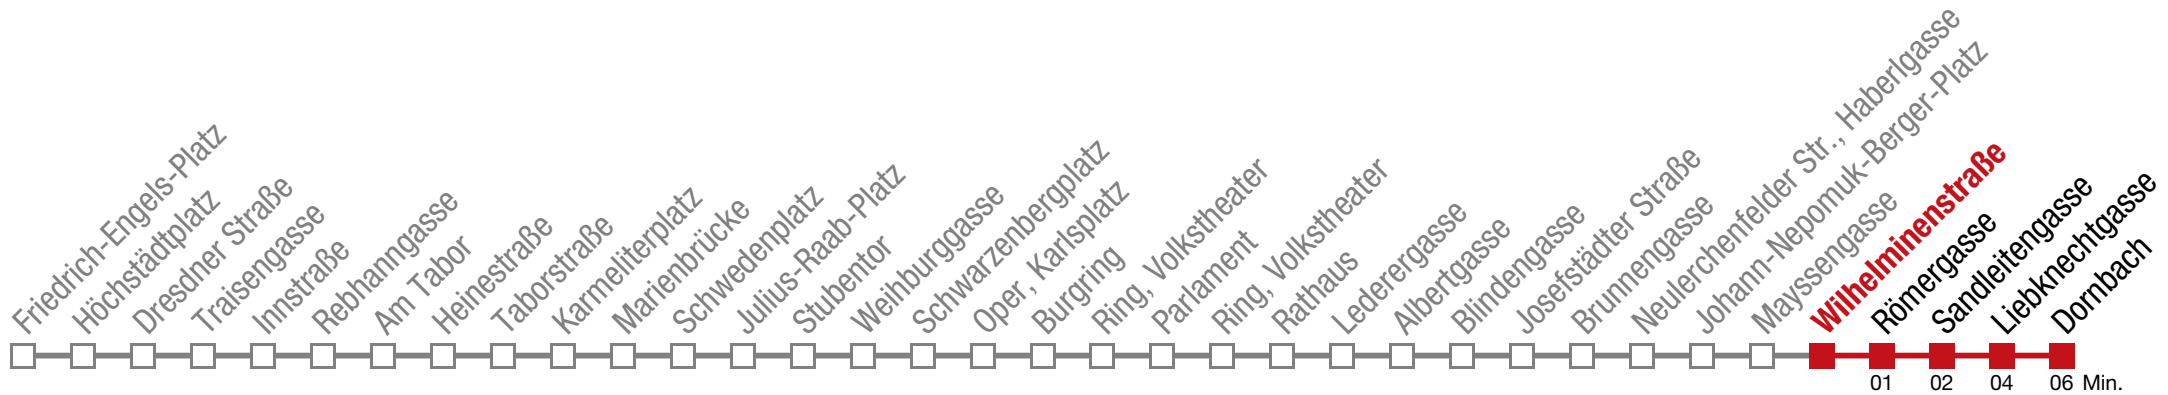 Friedrich-Engels-Platz
Höchstädtplatz
Dresdner Straße
Traisengasse
Innstraße
Rebhanngasse
Am Tabor
Heinestraße
Taborstraße
Karmeliterplatz
Marienbrücke
Schwedenplatz
Julius-Raab-Platz
Stubentor
Weihburggasse
Schwarzenbergplatz
Oper, Karlsplatz
Burgring
Ring, Volkstheater
Parlament
Ring, Volkstheater
Rathaus
Lederergasse
Albertgasse
Blindengasse
Josefstädter Straße
Brunnengasse
Neulerchenfelder Str., Haberlgasse
Johann-Nepomuk-Berger-Platz
Mayssengasse
Wilhelminenstraße
Römergasse
Sandleitengasse
Liebknechtgasse
Dornbach
01 02 04 06 Min.